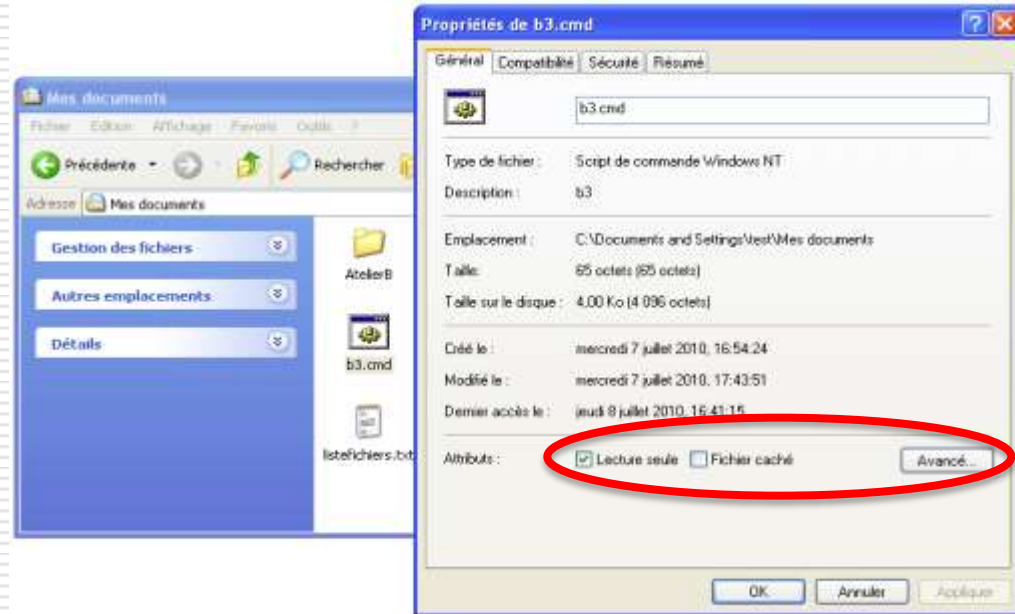 Mes documents
Fichier Edition Affichage Favoris Outils ?
Précédente
Rechercher
Adresse Mes documents
Gestion des fichiers
Autres emplacements
Détails
AtelierB
b3.cmd
listefichiers.txt
Propriétés de b3.cmd
Général Compatibilité Sécurité Résumé
b3.cmd
Type de fichier : Script de commande Windows NT
Description : b3
Emplacement : C:\Documents and Settings\test\Mes documents
Taille : 65 octets (65 octets)
Taille sur le disque : 4,00 Ko (4 096 octets)
Créé le : mercredi 7 juillet 2010, 16:54:24
Modifié le : mercredi 7 juillet 2010, 17:43:51
Dernier accès le : jeudi 8 juillet 2010, 16:41:15
Attributs : Lecture seule Fichier caché Avancé...
OK Annuler Appliquer